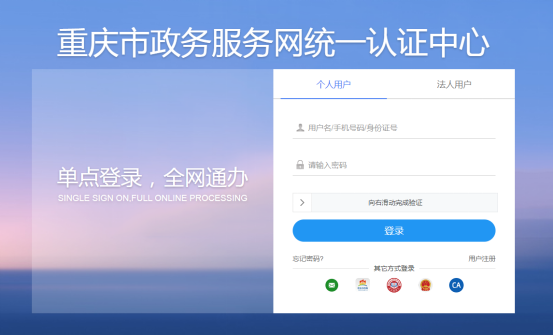 重庆市政务服务网统一认证中心
个人用户
法人用户
用户名/手机号码/身份证号
请输入密码
单点登录，全网通办
SINGLE SIGN ON,FULL ONLINE PROCESSING
向右滑动完成验证
登录
忘记密码?
用户注册
其它方式登录
CA